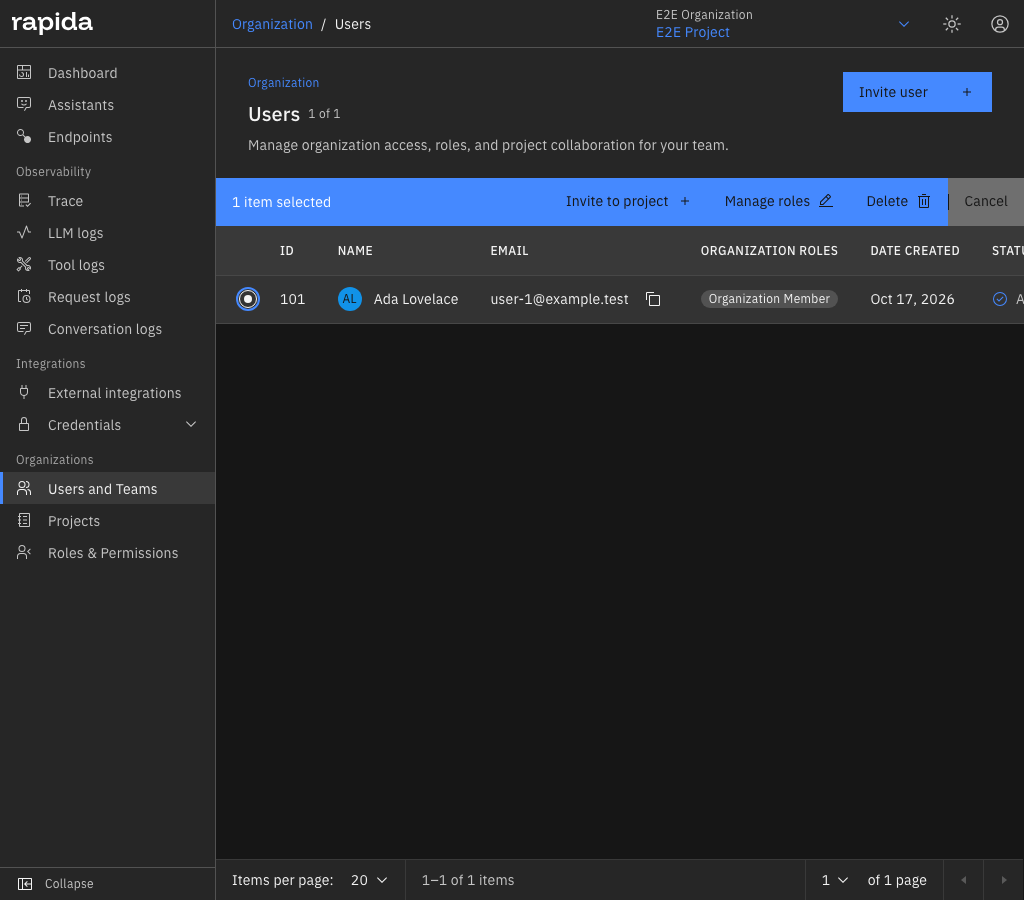 rapida
Organization / Users
E2E Organization
E2E Project
Dashboard
Assistants
Endpoints
Observability
Trace
LLM logs
Tool logs
Request logs
Conversation logs
Integrations
External integrations
Credentials
Organizations
Users and Teams
Projects
Roles & Permissions
Collapse
Organization
Users 1 of 1
Manage organization access, roles, and project collaboration for your team.
Invite user +
1 item selected Invite to project + Manage roles Delete Cancel
ID NAME EMAIL ORGANIZATION ROLES DATE CREATED STATU
101 AL Ada Lovelace user-1@example.test Organization Member Oct 17, 2026 A
Items per page: 20 1–1 of 1 items 1 of 1 page